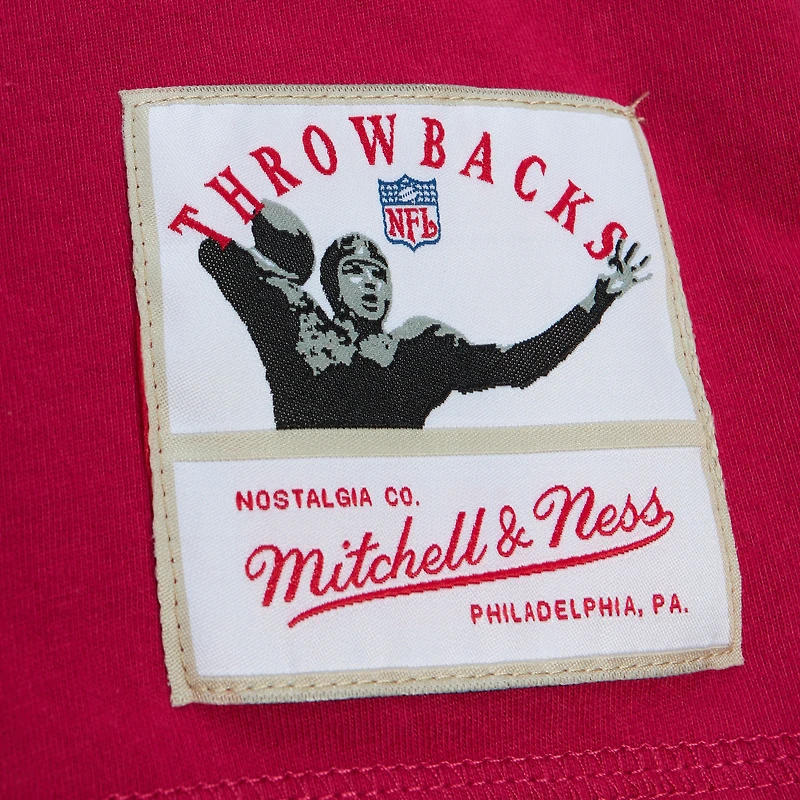 THROWBACKS
NFL
NOSTALGIA CO.
Mitchell & Ness
PHILADELPHIA, PA.